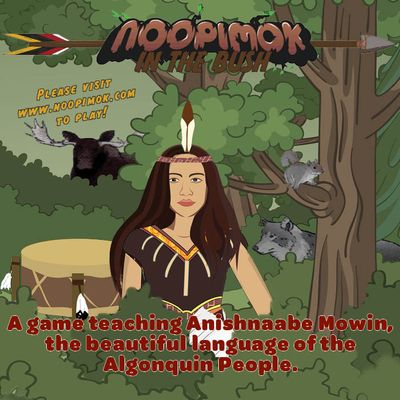 NOOPIMOK
IN THE BUSH
PLEASE VISIT
WWW.NOOPIMOK.COM
TO PLAY!
A game teaching Anishnaabe Mowin,
the beautiful language of the
Algonquin People.